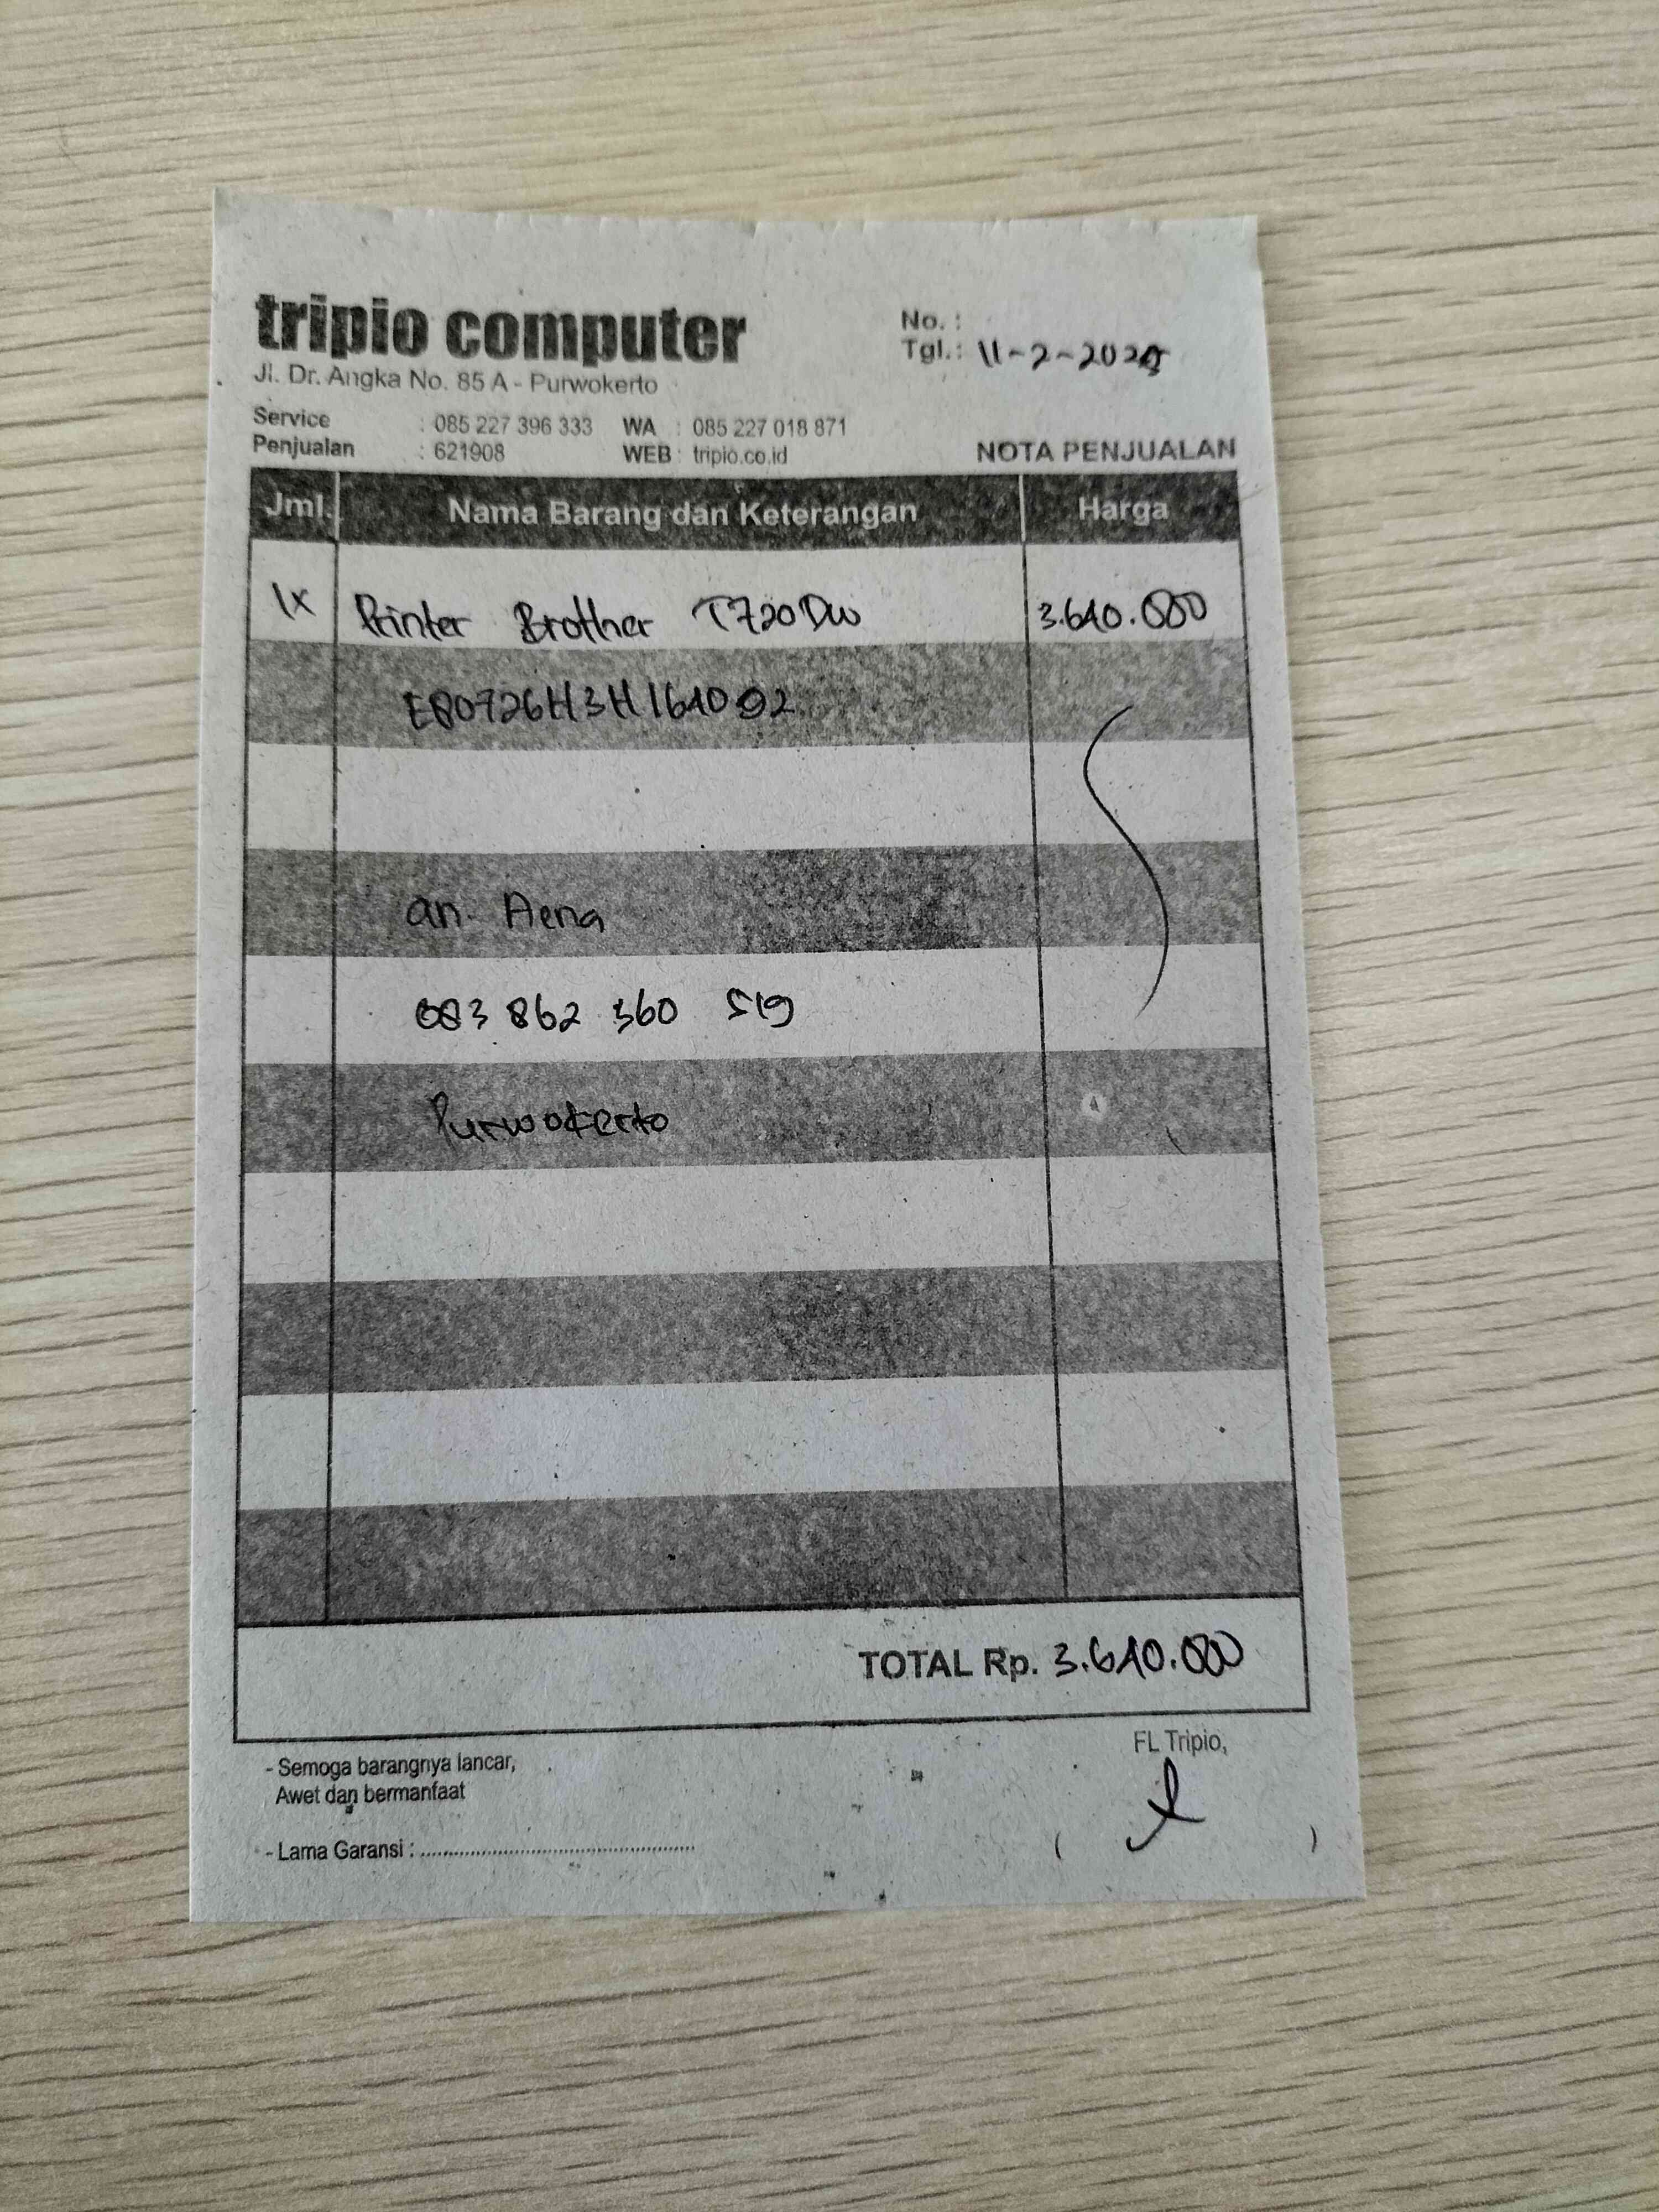 tripio computer
Jl. Dr. Angka No. 85 A - Purwokerto
No. :
Tgl. : 11-2-2025
Service : 085 227 396 333 WA : 085 227 018 871
Penjualan : 621908 WEB : tripio.co.id
NOTA PENJUALAN
Jml. Nama Barang dan Keterangan Harga
1x Printer Brother T720DW 3.640.000
an. Aena
083 862 360 519
Purwokerto
TOTAL Rp. 3.640.000
- Semoga barangnya lancar,
Awet dan bermanfaat
FL Tripio,
- Lama Garansi : ........................................
( )